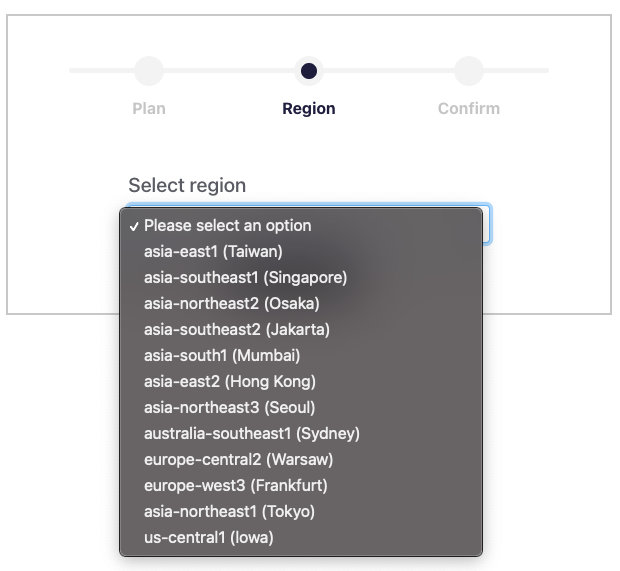 Plan
Region
Confirm
Select region
✓ Please select an option
asia-east1 (Taiwan)
asia-southeast1 (Singapore)
asia-northeast2 (Osaka)
asia-southeast2 (Jakarta)
asia-south1 (Mumbai)
asia-east2 (Hong Kong)
asia-northeast3 (Seoul)
australia-southeast1 (Sydney)
europe-central2 (Warsaw)
europe-west3 (Frankfurt)
asia-northeast1 (Tokyo)
us-central1 (Iowa)